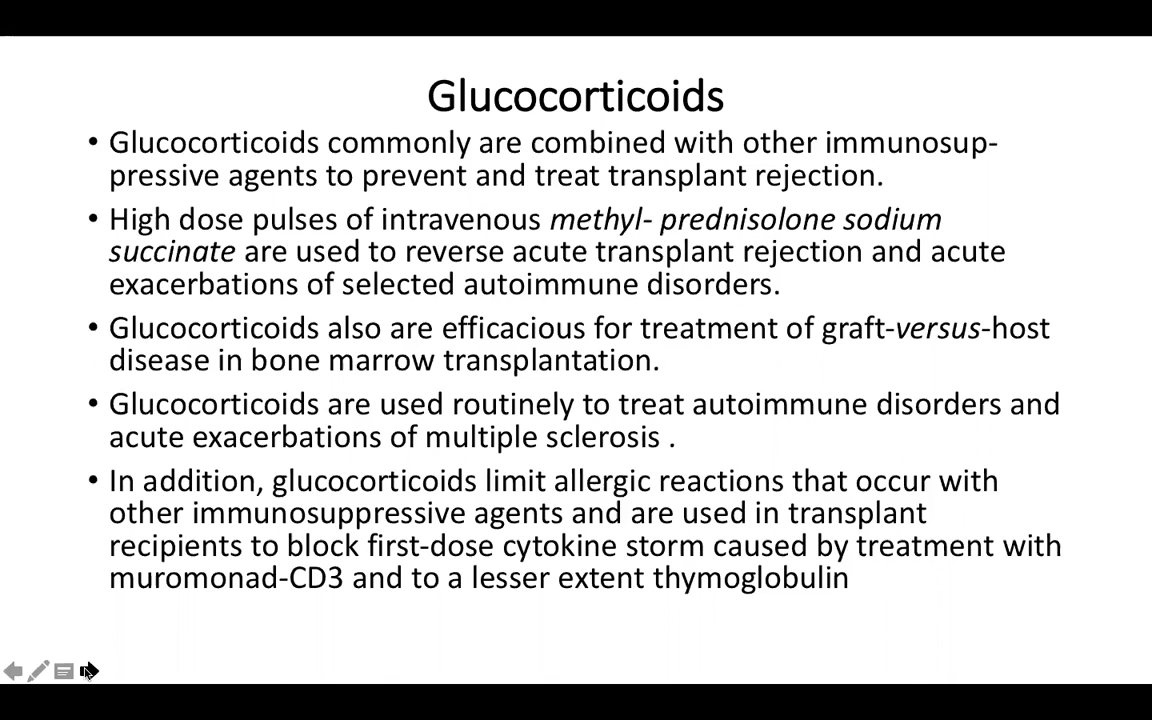 Glucocorticoids
• Glucocorticoids commonly are combined with other immunosup-
pressive agents to prevent and treat transplant rejection.
• High dose pulses of intravenous methyl- prednisolone sodium
succinate are used to reverse acute transplant rejection and acute
exacerbations of selected autoimmune disorders.
• Glucocorticoids also are efficacious for treatment of graft-versus-host
disease in bone marrow transplantation.
• Glucocorticoids are used routinely to treat autoimmune disorders and
acute exacerbations of multiple sclerosis .
• In addition, glucocorticoids limit allergic reactions that occur with
other immunosuppressive agents and are used in transplant
recipients to block first-dose cytokine storm caused by treatment with
muromonad-CD3 and to a lesser extent thymoglobulin